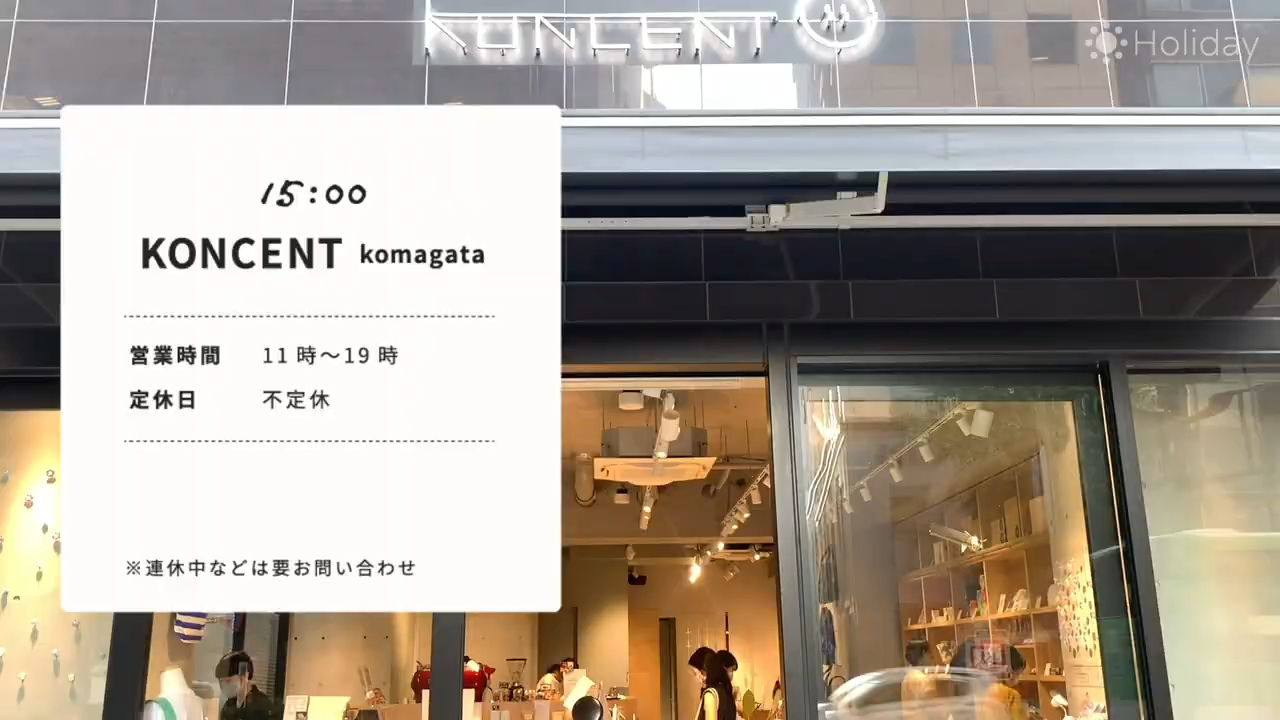 KONCENT
Holiday
15:00
KONCENT komagata
営業時間 11時〜19時
定休日 不定休
※連休中などは要お問い合わせ